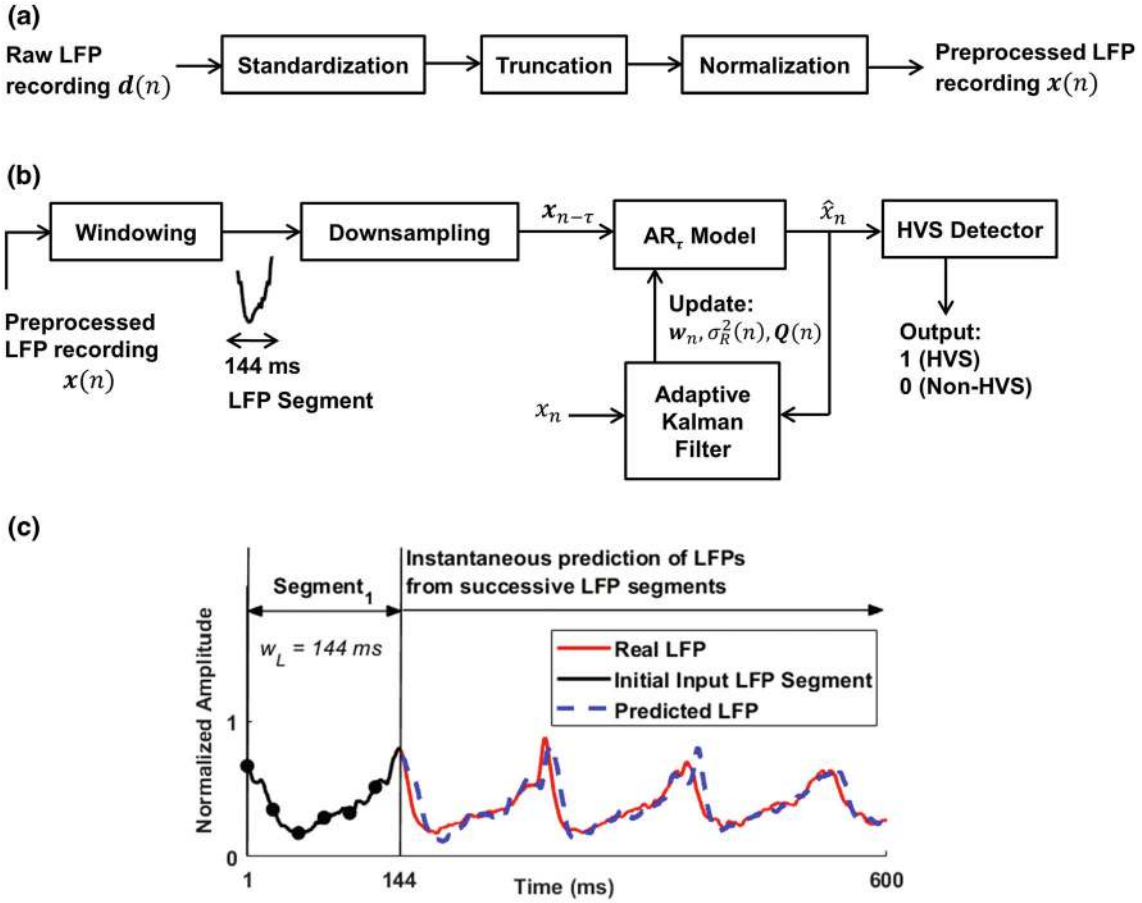 (a)
Raw LFP
recording d(n)
Standardization
Truncation
Normalization
Preprocessed LFP
recording x(n)
(b)
Windowing
Downsampling
x_{n−τ}
AR_τ Model
x̂_n
HVS Detector
Preprocessed
LFP recording
x(n)
144 ms
LFP Segment
Update:
w_n, σ_R^2(n), Q(n)
x_n
Adaptive
Kalman
Filter
Output:
1 (HVS)
0 (Non-HVS)
(c)
Instantaneous prediction of LFPs
from successive LFP segments
Segment_1
w_L = 144 ms
Real LFP
Initial Input LFP Segment
Predicted LFP
Normalized Amplitude
1
0
1
144
600
Time (ms)